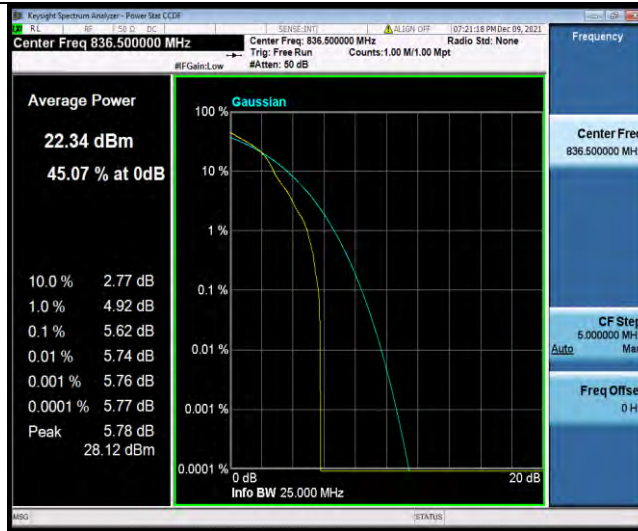 Keysight Spectrum Analyzer - Power Stat CCDF
RL RF 50 Ω DC SENSE:INT ALIGN OFF 07:21:18 PM Dec 09, 2021
Center Freq 836.500000 MHz
Center Freq: 836.500000 MHz Radio Std: None
Trig: Free Run Counts:1.00 M/1.00 Mpt
#IFGain:Low #Atten: 50 dB
Frequency
Average Power
22.34 dBm
45.07 % at 0dB
10.0 % 2.77 dB
1.0 % 4.92 dB
0.1 % 5.62 dB
0.01 % 5.74 dB
0.001 % 5.76 dB
0.0001 % 5.77 dB
Peak 5.78 dB
28.12 dBm
Gaussian
100 %
10 %
1 %
0.1 %
0.01 %
0.001 %
0.0001 %
0 dB 20 dB
Info BW 25.000 MHz
Center Fre
836.500000 MH
CF Step
5.000000 MH
Auto Ma
Freq Offse
0 H
MSG STATUS